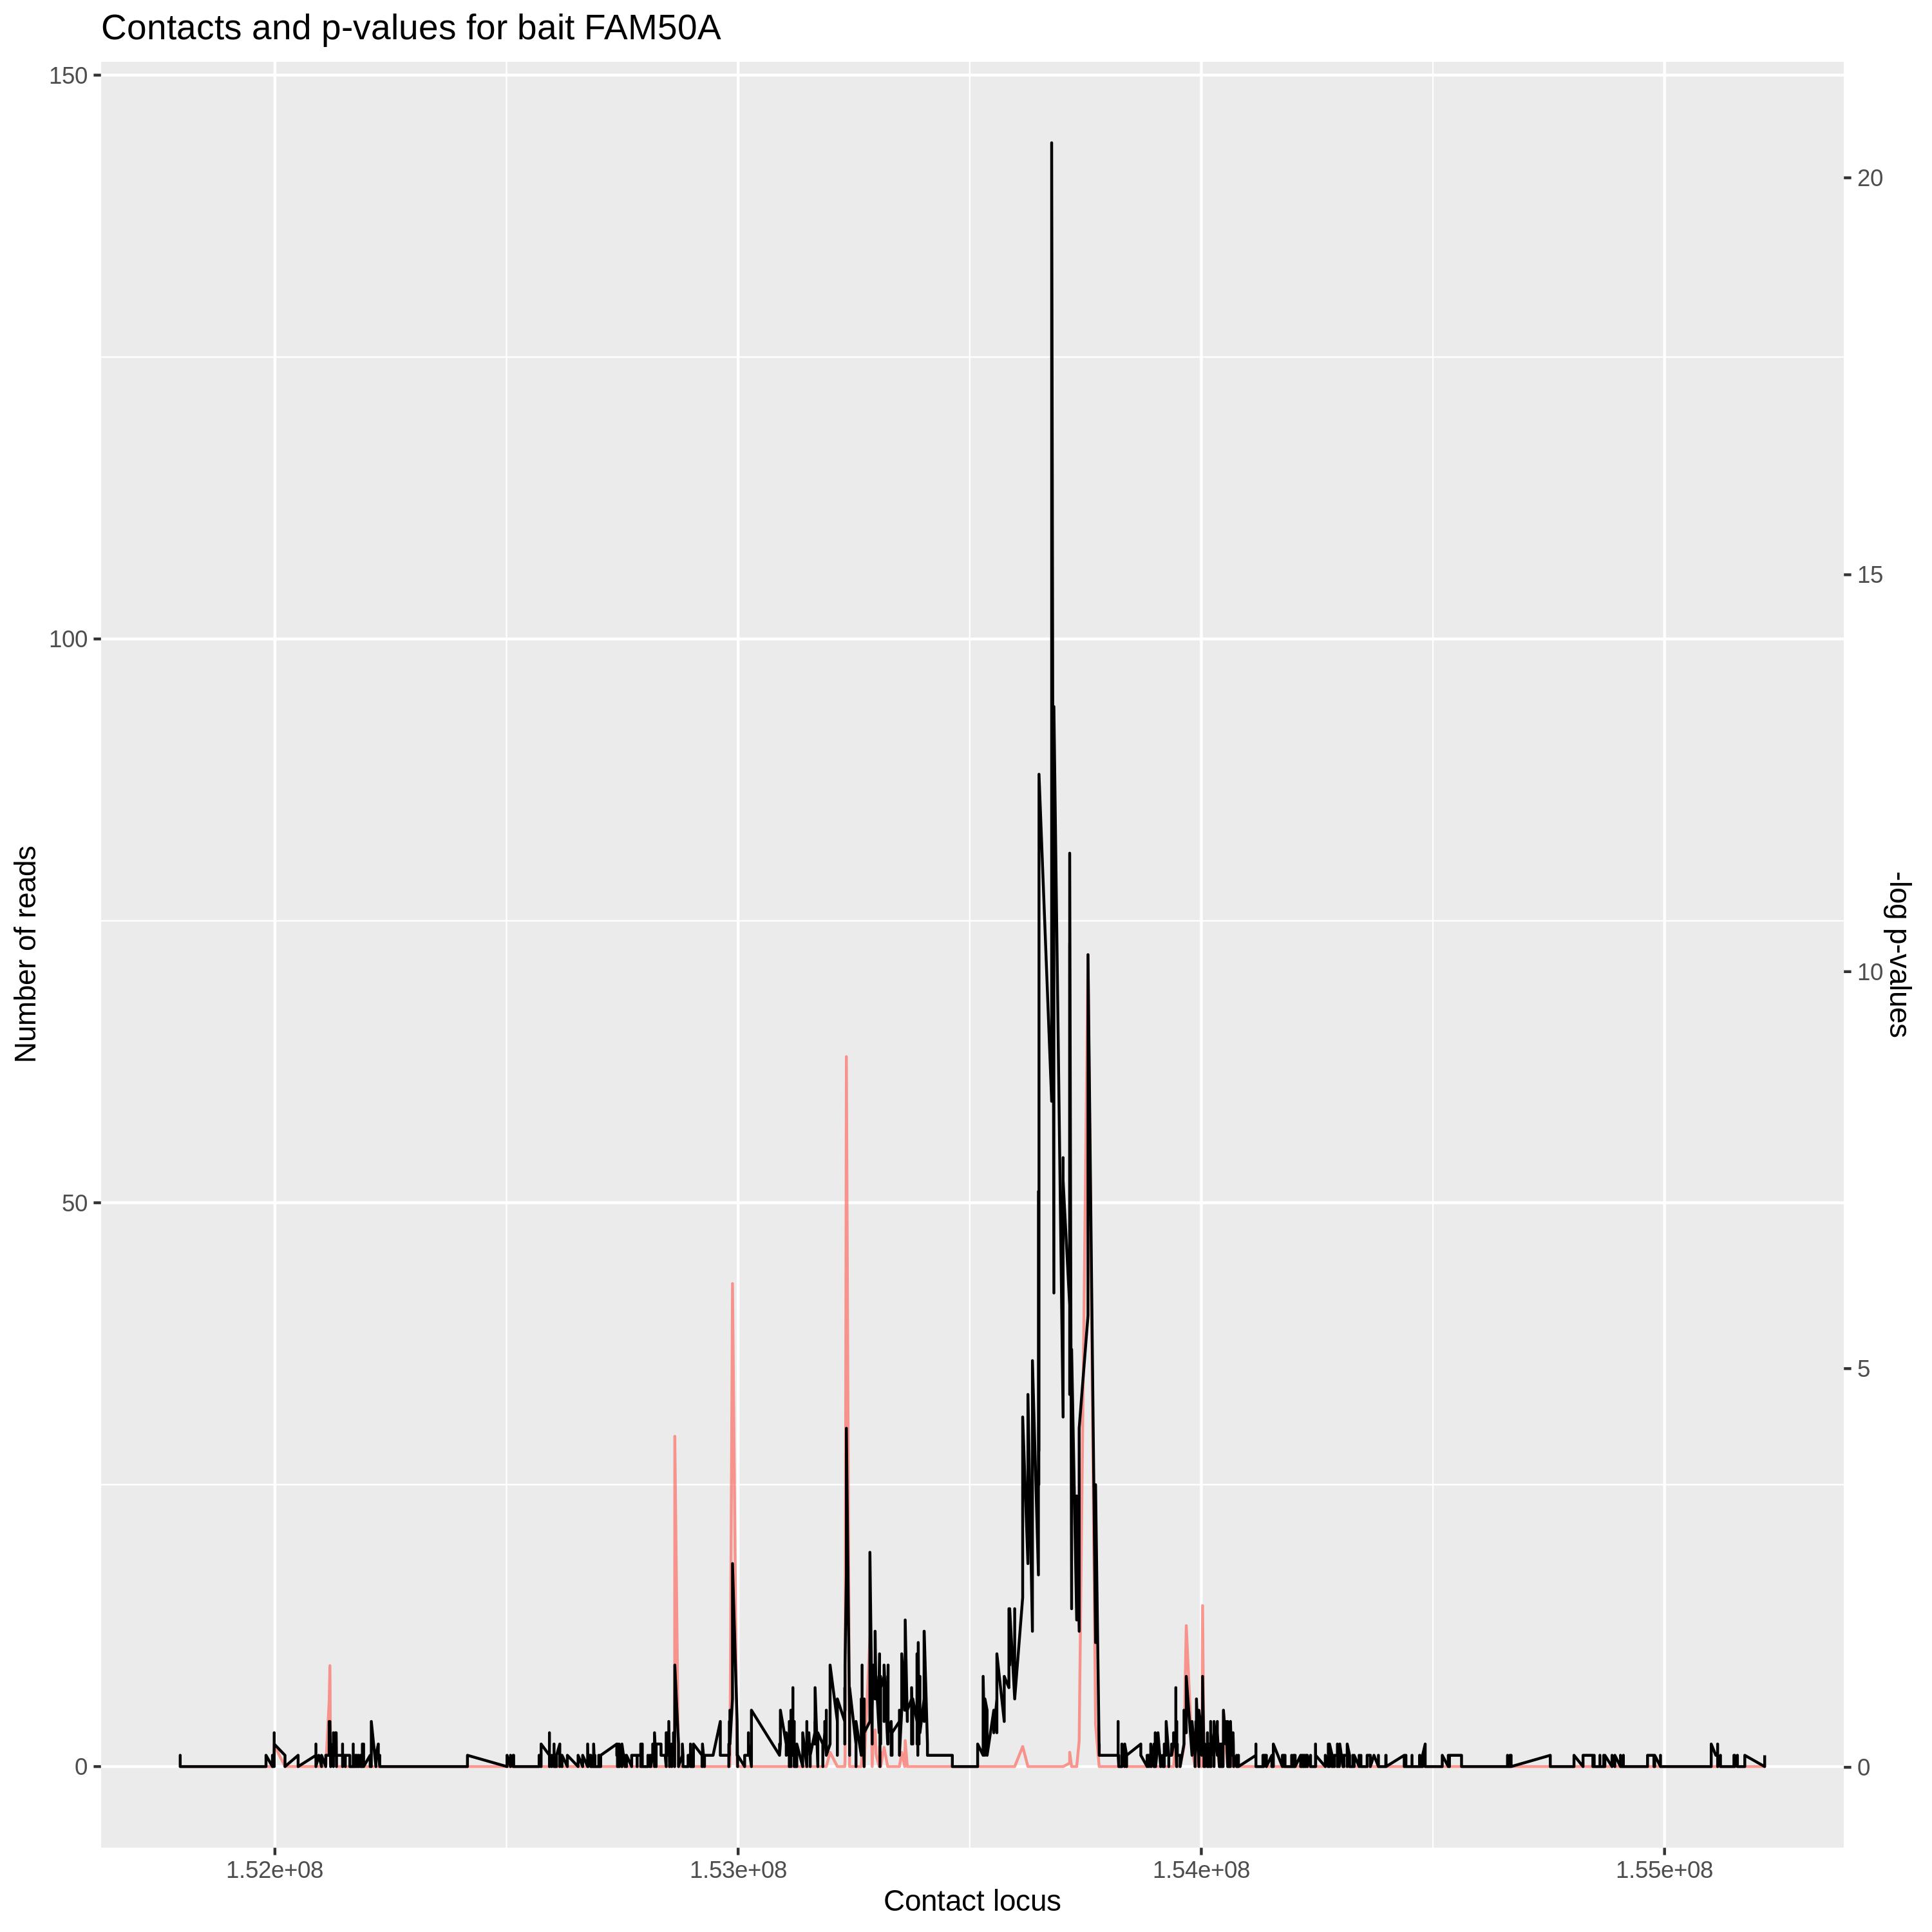 Contacts and p-values for bait FAM50A
150
100
50
0
Number of reads
20
15
10
5
0
-log p-values
1.52e+08
1.53e+08
1.54e+08
1.55e+08
Contact locus